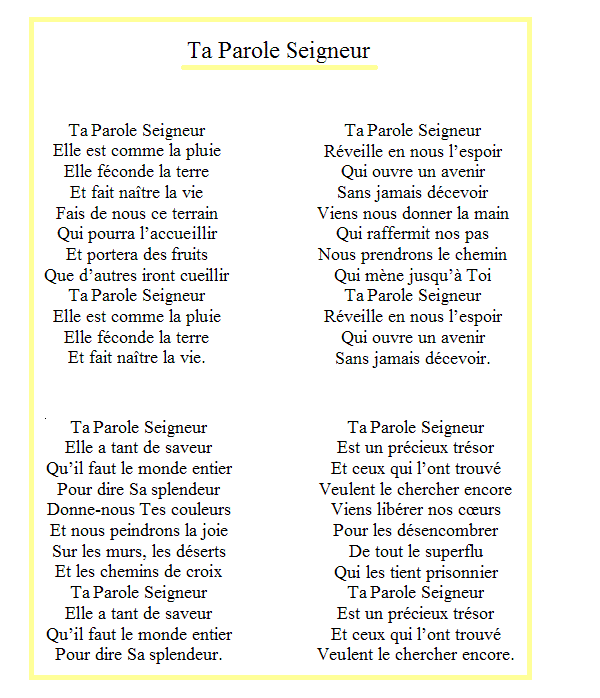 Ta Parole Seigneur
Ta Parole Seigneur
Elle est comme la pluie
Elle féconde la terre
Et fait naître la vie
Fais de nous ce terrain
Qui pourra l’accueillir
Et portera des fruits
Que d’autres iront cueillir
Ta Parole Seigneur
Elle est comme la pluie
Elle féconde la terre
Et fait naître la vie.
Ta Parole Seigneur
Réveille en nous l’espoir
Qui ouvre un avenir
Sans jamais décevoir
Viens nous donner la main
Qui raffermit nos pas
Nous prendrons le chemin
Qui mène jusqu’à Toi
Ta Parole Seigneur
Réveille en nous l’espoir
Qui ouvre un avenir
Sans jamais décevoir.
Ta Parole Seigneur
Elle a tant de saveur
Qu’il faut le monde entier
Pour dire Sa splendeur
Donne-nous Tes couleurs
Et nous peindrons la joie
Sur les murs, les déserts
Et les chemins de croix
Ta Parole Seigneur
Elle a tant de saveur
Qu’il faut le monde entier
Pour dire Sa splendeur.
Ta Parole Seigneur
Est un précieux trésor
Et ceux qui l’ont trouvé
Veulent le chercher encore
Viens libérer nos cœurs
Pour les désencombrer
De tout le superflu
Qui les tient prisonnier
Ta Parole Seigneur
Est un précieux trésor
Et ceux qui l’ont trouvé
Veulent le chercher encore.